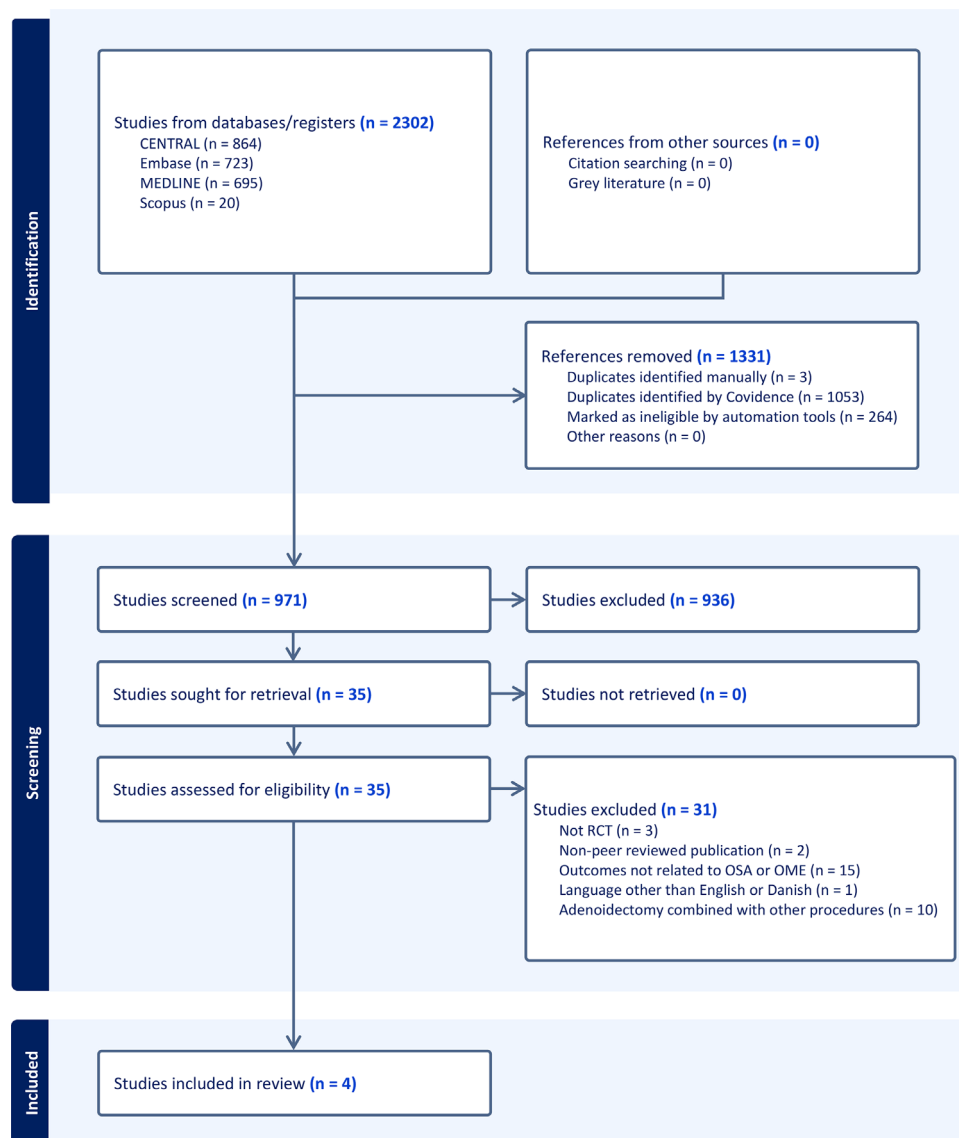 Identification
Studies from databases/registers (n = 2302)
CENTRAL (n = 864)
Embase (n = 723)
MEDLINE (n = 695)
Scopus (n = 20)
References from other sources (n = 0)
Citation searching (n = 0)
Grey literature (n = 0)
References removed (n = 1331)
Duplicates identified manually (n = 3)
Duplicates identified by Covidence (n = 1053)
Marked as ineligible by automation tools (n = 264)
Other reasons (n = 0)
Screening
Studies screened (n = 971)
Studies excluded (n = 936)
Studies sought for retrieval (n = 35)
Studies not retrieved (n = 0)
Studies assessed for eligibility (n = 35)
Studies excluded (n = 31)
Not RCT (n = 3)
Non-peer reviewed publication (n = 2)
Outcomes not related to OSA or OME (n = 15)
Language other than English or Danish (n = 1)
Adenoidectomy combined with other procedures (n = 10)
Included
Studies included in review (n = 4)